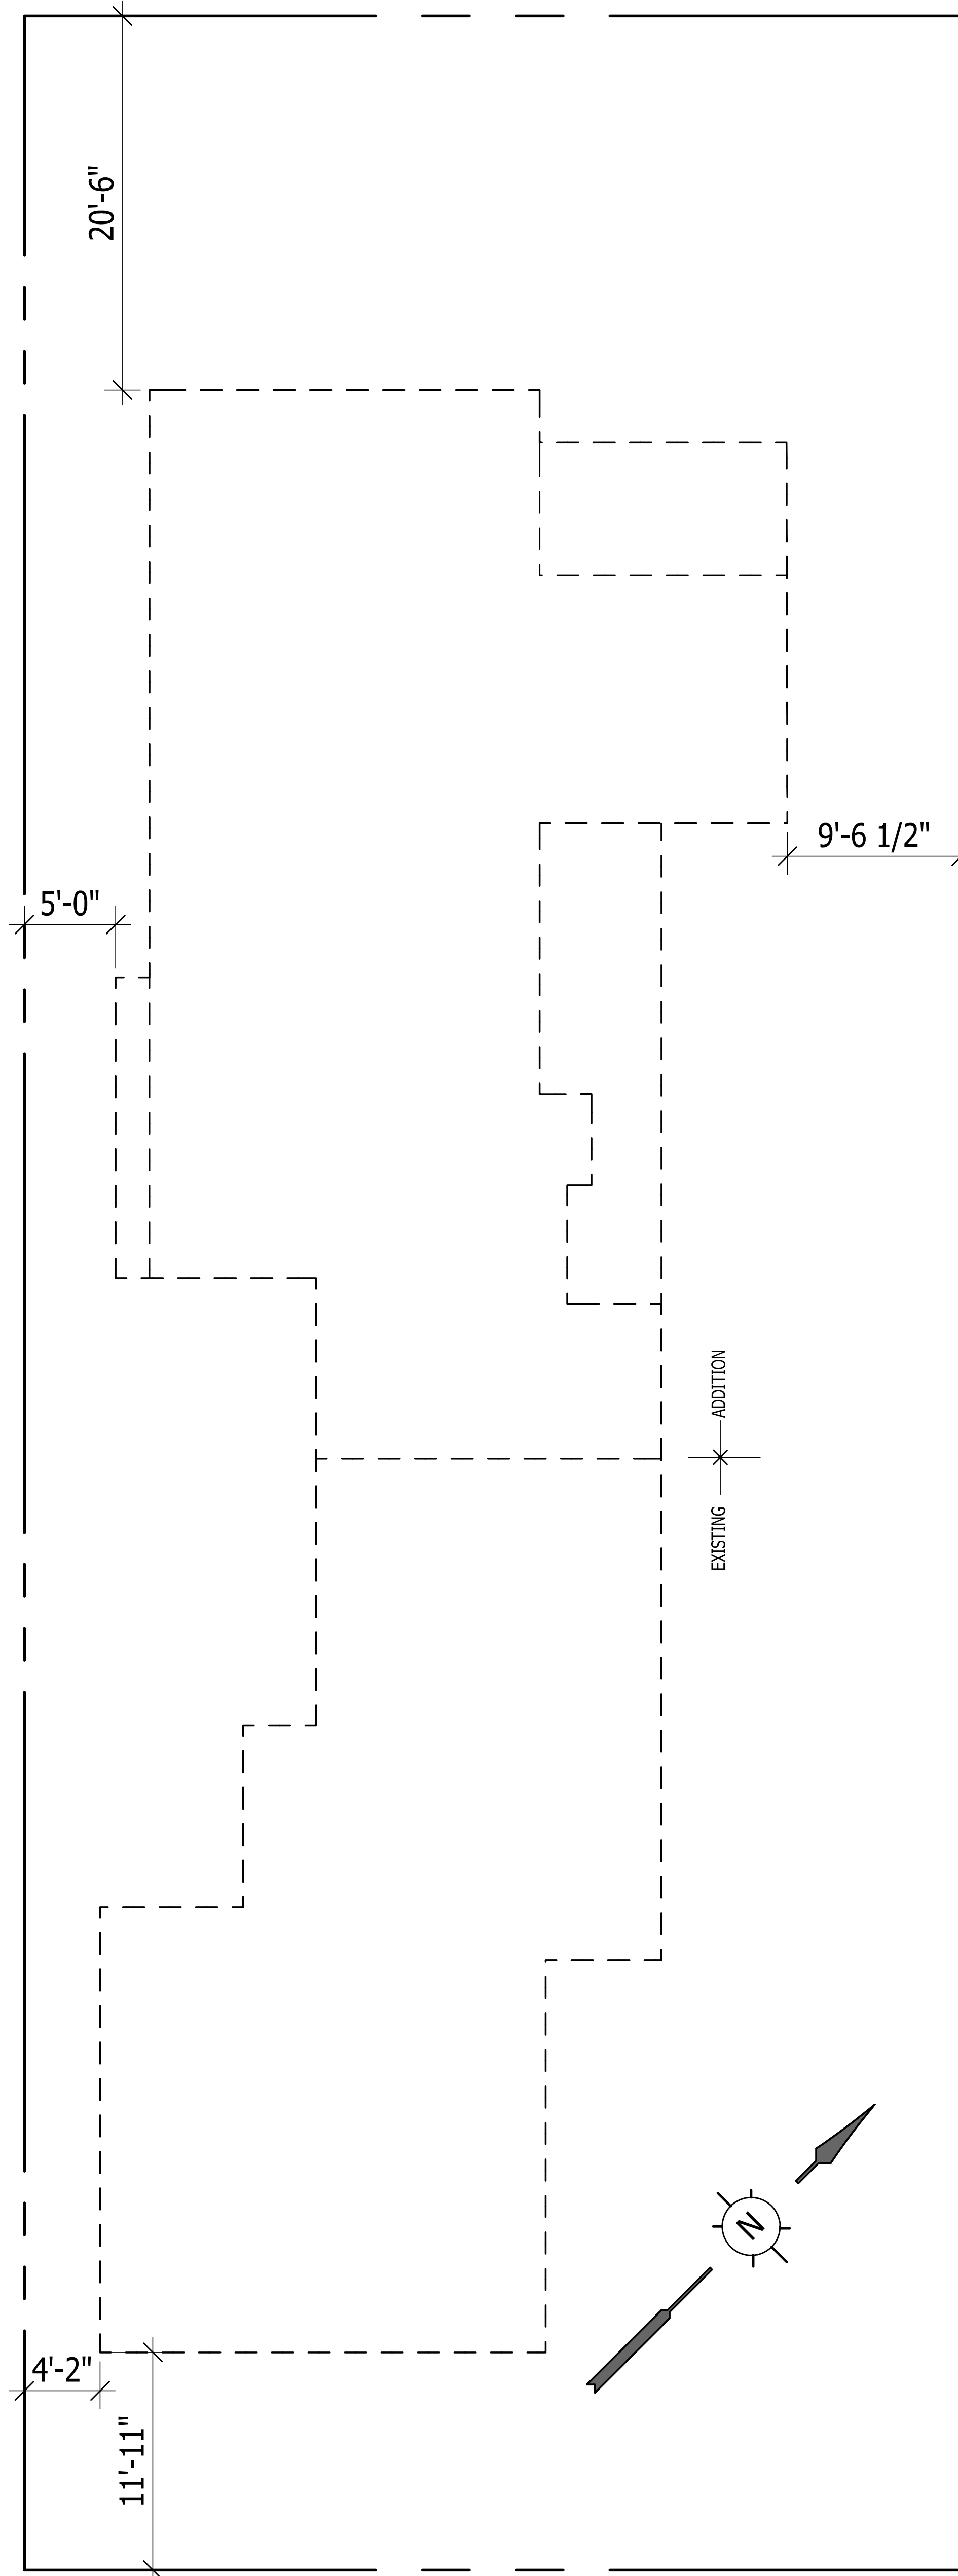 20'-6"
9'-6 1/2"
5'-0"
ADDITION
EXISTING
N
4'-2"
11'-11"